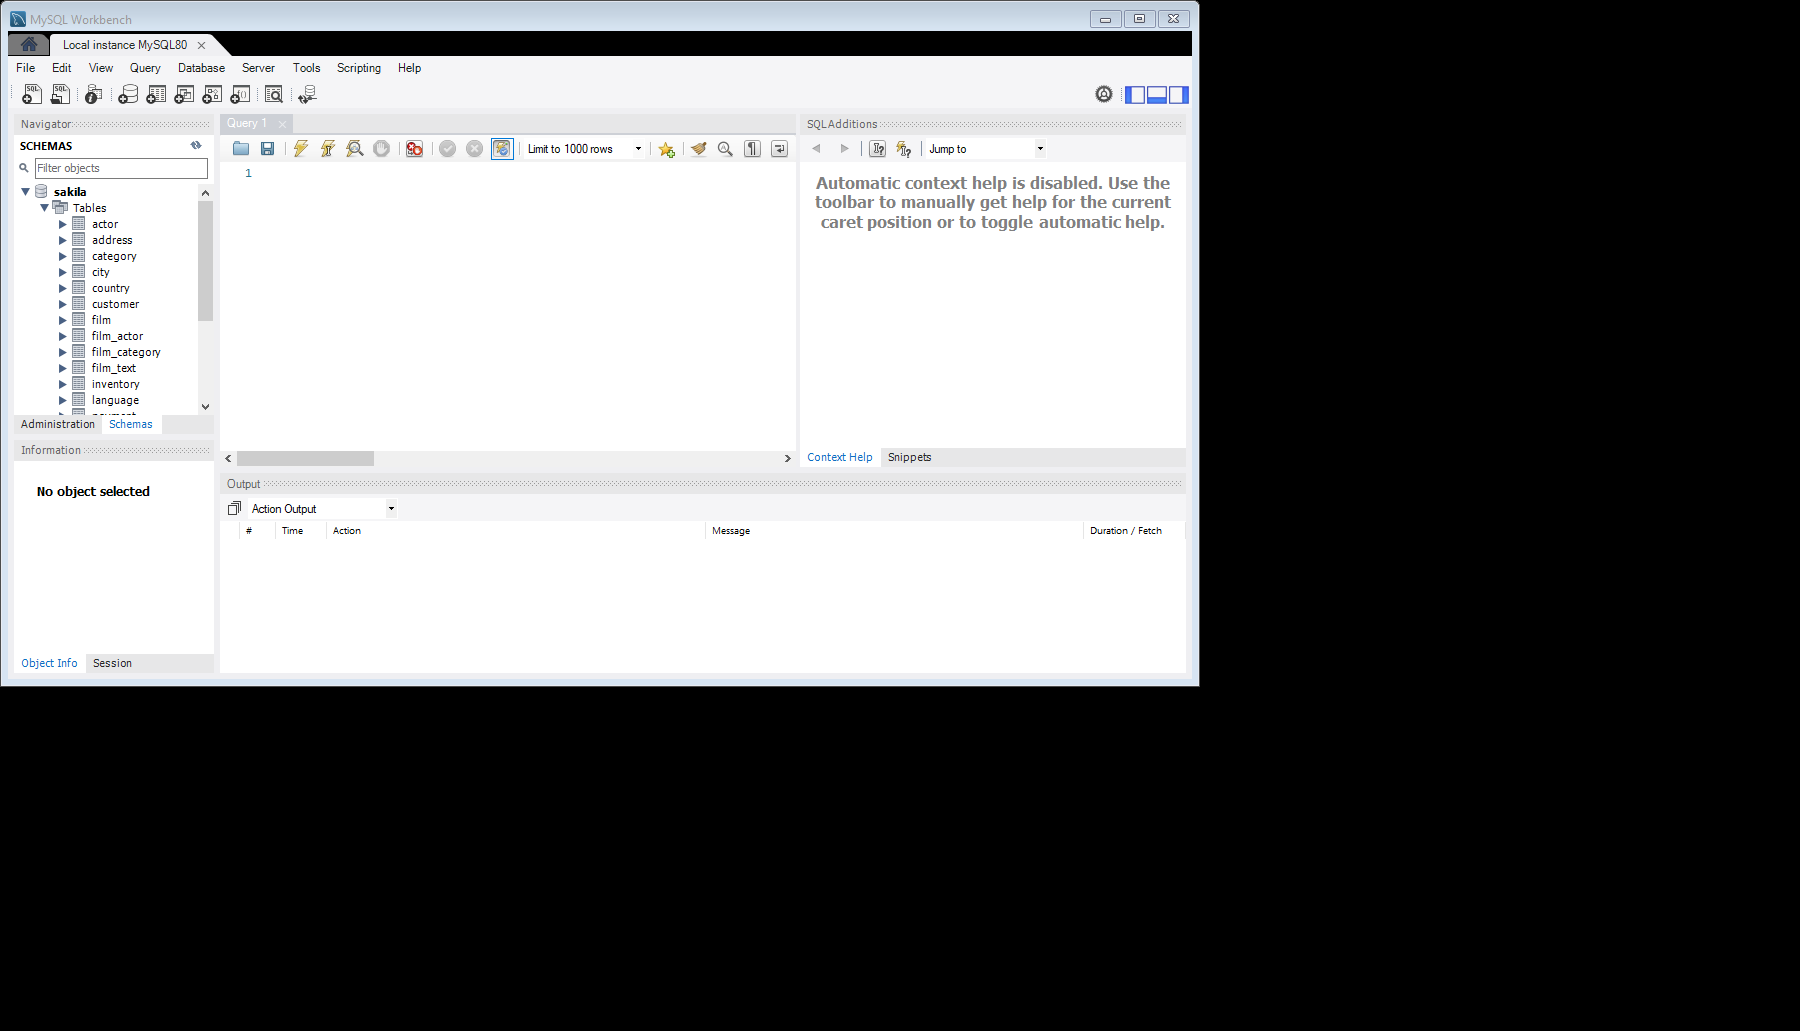 MySQL Workbench
Local instance MySQL80
File Edit View Query Database Server Tools Scripting Help
Navigator
SCHEMAS
Filter objects
sakila
Tables
actor
address
category
city
country
customer
film
film_actor
film_category
film_text
inventory
language
Administration Schemas
Information
No object selected
Object Info Session
Query 1
Limit to 1000 rows
1
SQLAdditions
Jump to
Automatic context help is disabled. Use the
toolbar to manually get help for the current
caret position or to toggle automatic help.
Context Help Snippets
Output
Action Output
# Time Action Message Duration / Fetch